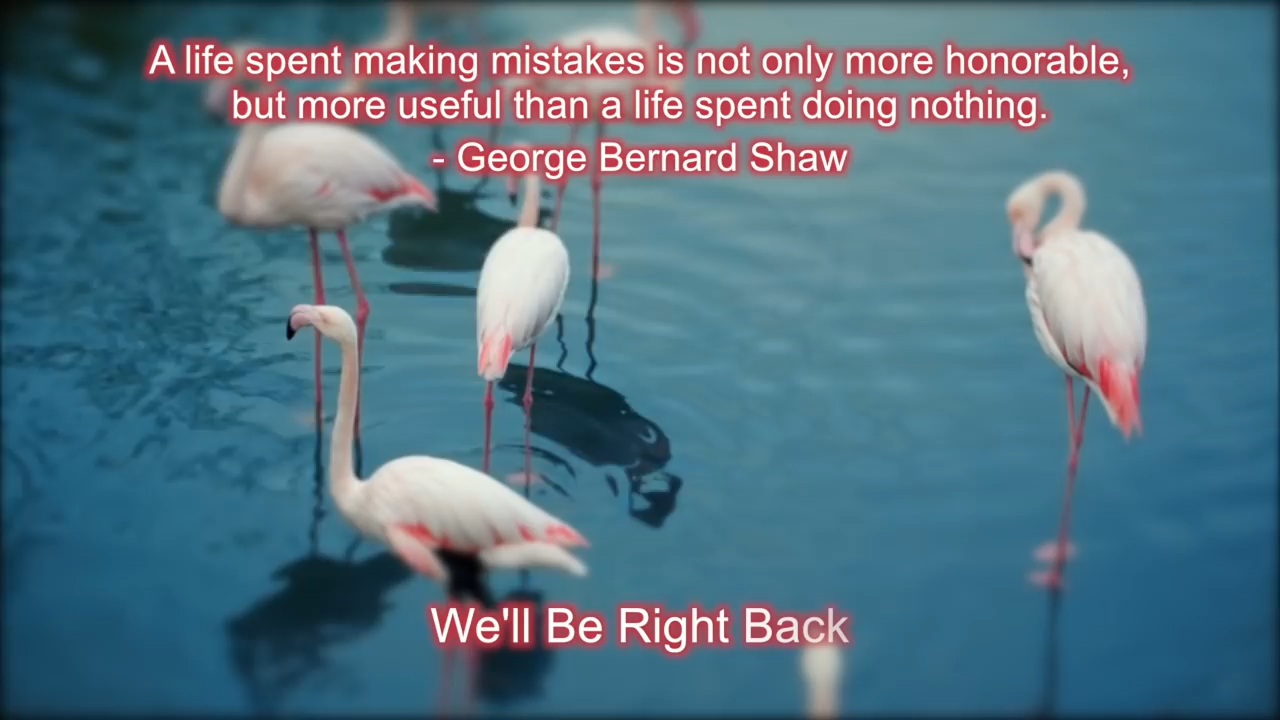 A life spent making mistakes is not only more honorable,
but more useful than a life spent doing nothing.
- George Bernard Shaw
We'll Be Right Back